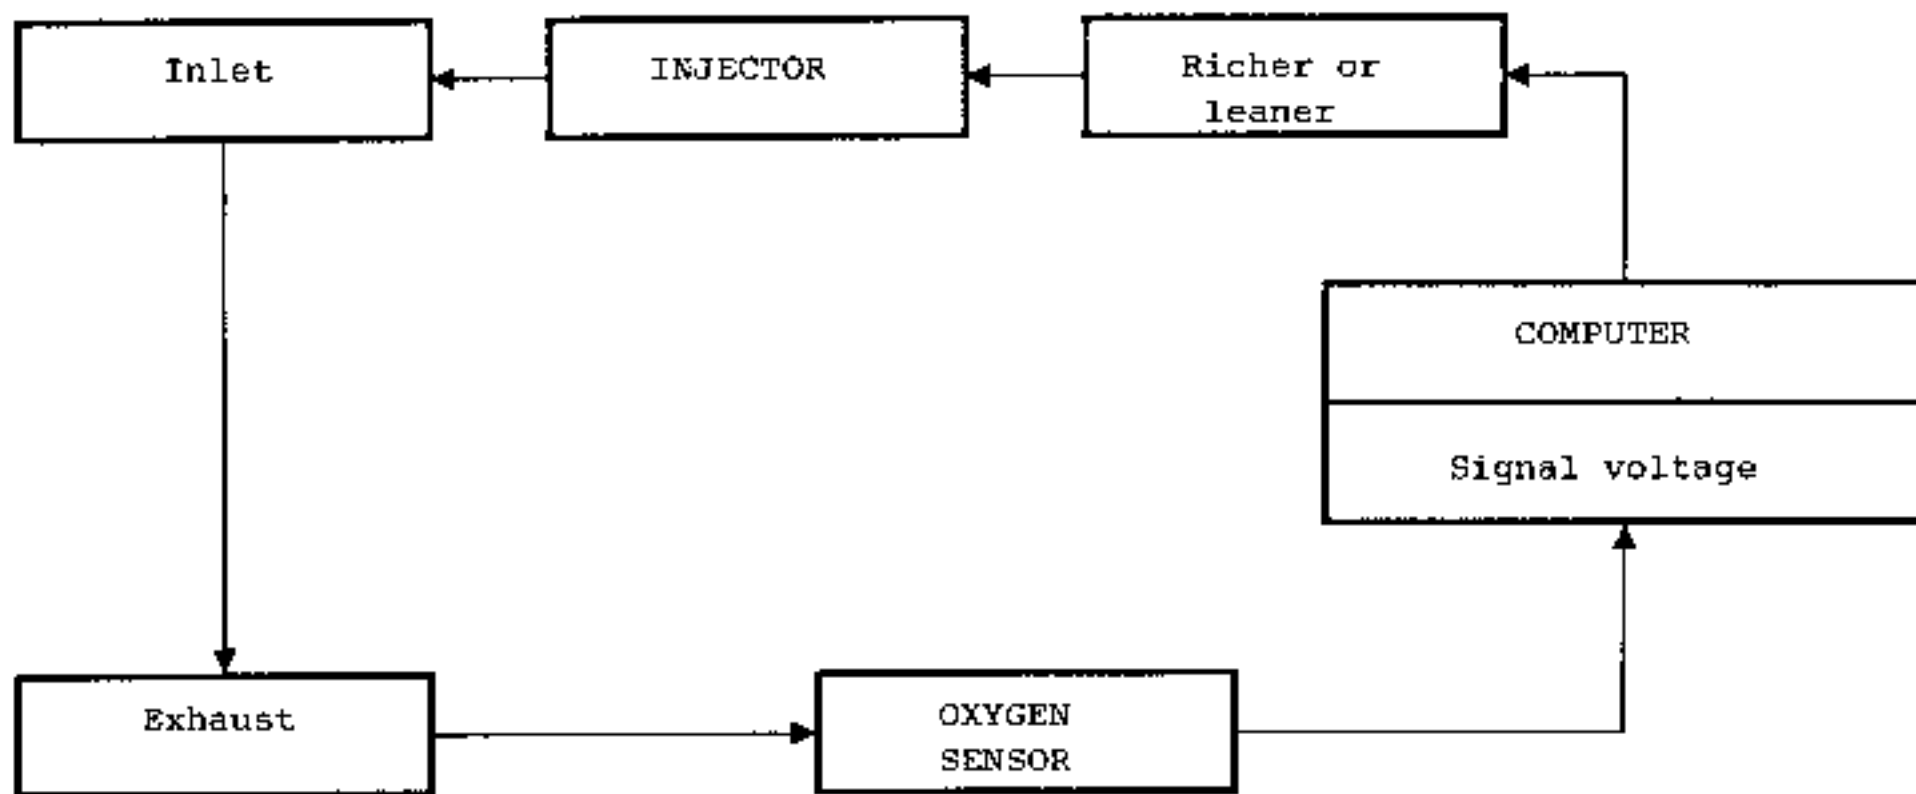 Inlet
INJECTOR
Richer or
leaner
COMPUTER
Signal voltage
Exhaust
OXYGEN
SENSOR